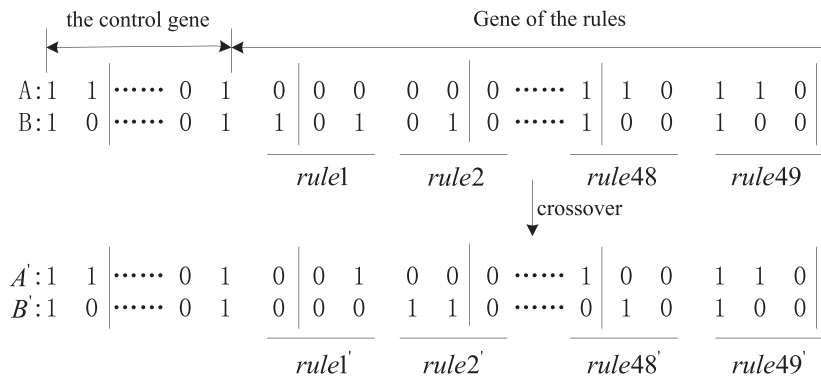 the control gene Gene of the rules
A:1 1 ⋯⋯ 0 1 0 0 0 0 0 0 ⋯⋯ 1 1 0 1 1 0
B:1 0 ⋯⋯ 0 1 1 0 1 0 1 0 ⋯⋯ 1 0 0 1 0 0
rule1 rule2 rule48 rule49
crossover
A':1 1 ⋯⋯ 0 1 0 0 1 0 0 0 ⋯⋯ 1 0 0 1 1 0
B':1 0 ⋯⋯ 0 1 0 0 0 1 1 0 ⋯⋯ 0 1 0 1 0 0
rule1' rule2' rule48' rule49'